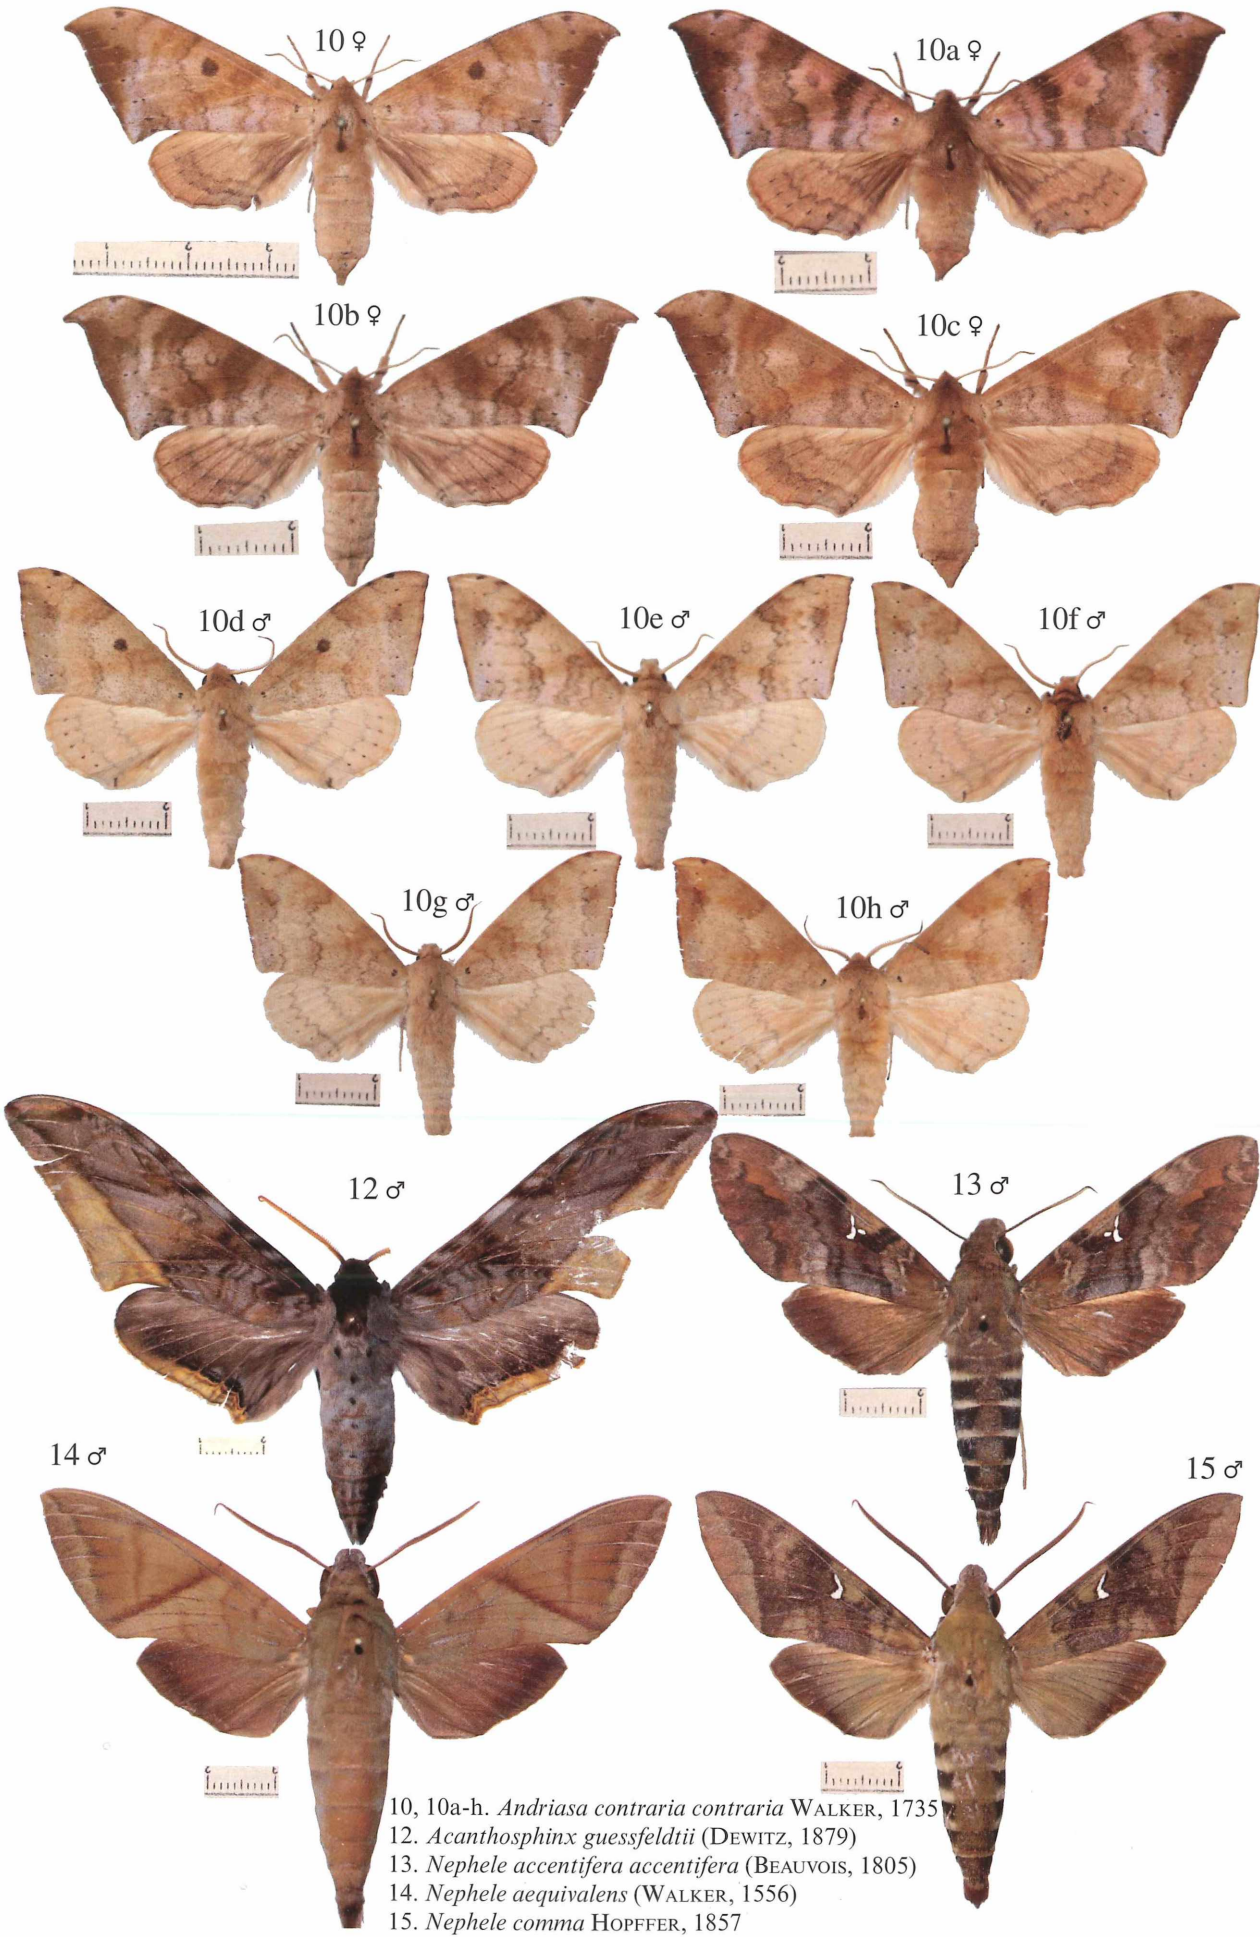 10 ♀
10a ♀
10b ♀
10c ♀
10d ♂
10e ♂
10f ♂
10g ♂
10h ♂
12 ♂
13 ♂
14 ♂
15 ♂
10, 10a-h. Andriasa contraria contraria WALKER, 1735
12. Acanthosphinx guessfeldtii (DEWITZ, 1879)
13. Nephele accentifera accentifera (BEAUVOIS, 1805)
14. Nephele aequivalens (WALKER, 1556)
15. Nephele comma HOPFFER, 1857